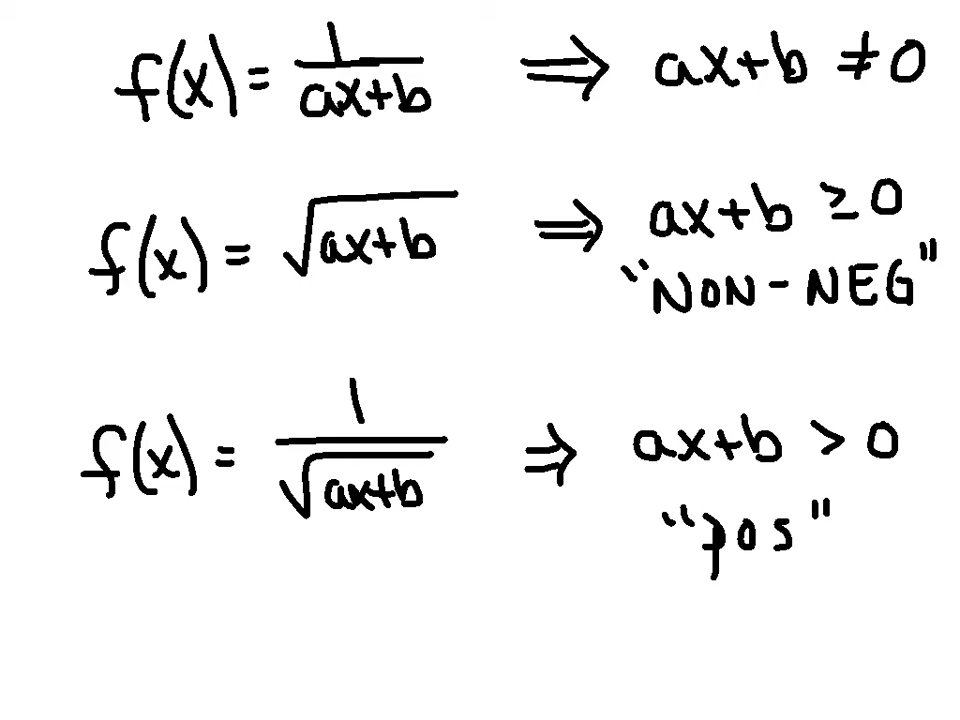 f(x) = 1/(ax+b) ⇒ ax+b ≠ 0
f(x) = √(ax+b) ⇒ ax+b ≥ 0
"NON-NEG"
f(x) = 1/√(ax+b) ⇒ ax+b > 0
"pos"